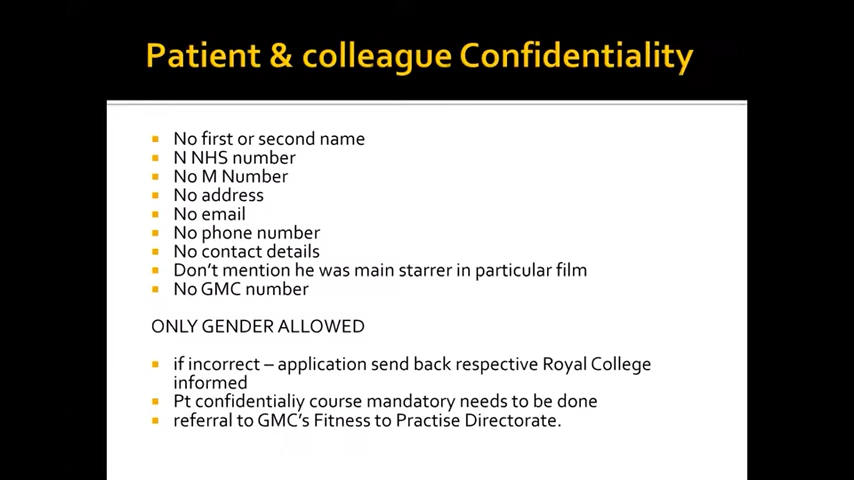 Patient & colleague Confidentiality
No first or second name
N NHS number
No M Number
No address
No email
No phone number
No contact details
Don't mention he was main starrer in particular film
No GMC number
ONLY GENDER ALLOWED
if incorrect – application send back respective Royal College
informed
Pt confidentialiy course mandatory needs to be done
referral to GMC's Fitness to Practise Directorate.